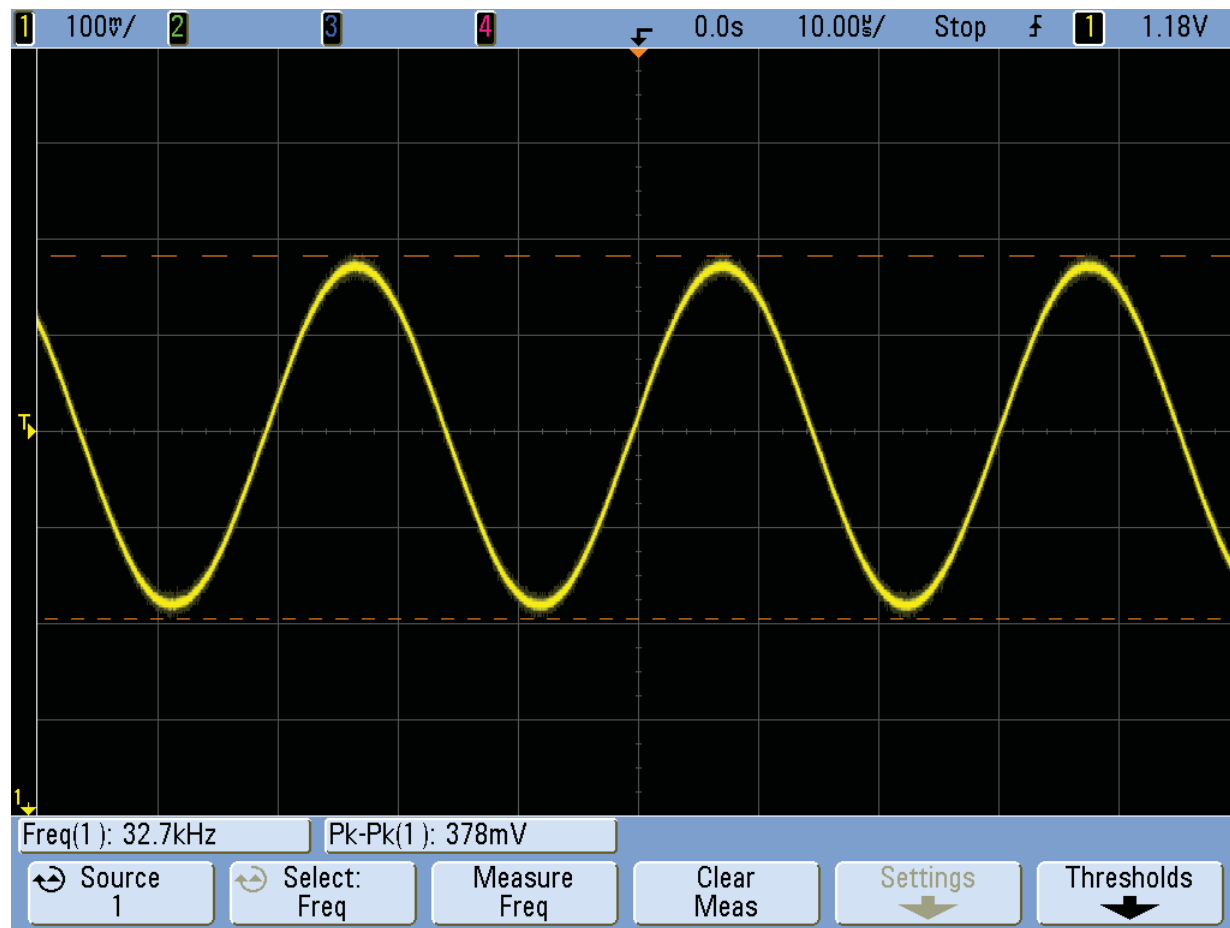 1 100mV/ 2 3 4 0.0s 10.00µs/ Stop 1 1.18V
T
1
Freq(1): 32.7kHz Pk-Pk(1): 378mV
Source Select: Measure Clear Settings Thresholds
1 Freq Freq Meas